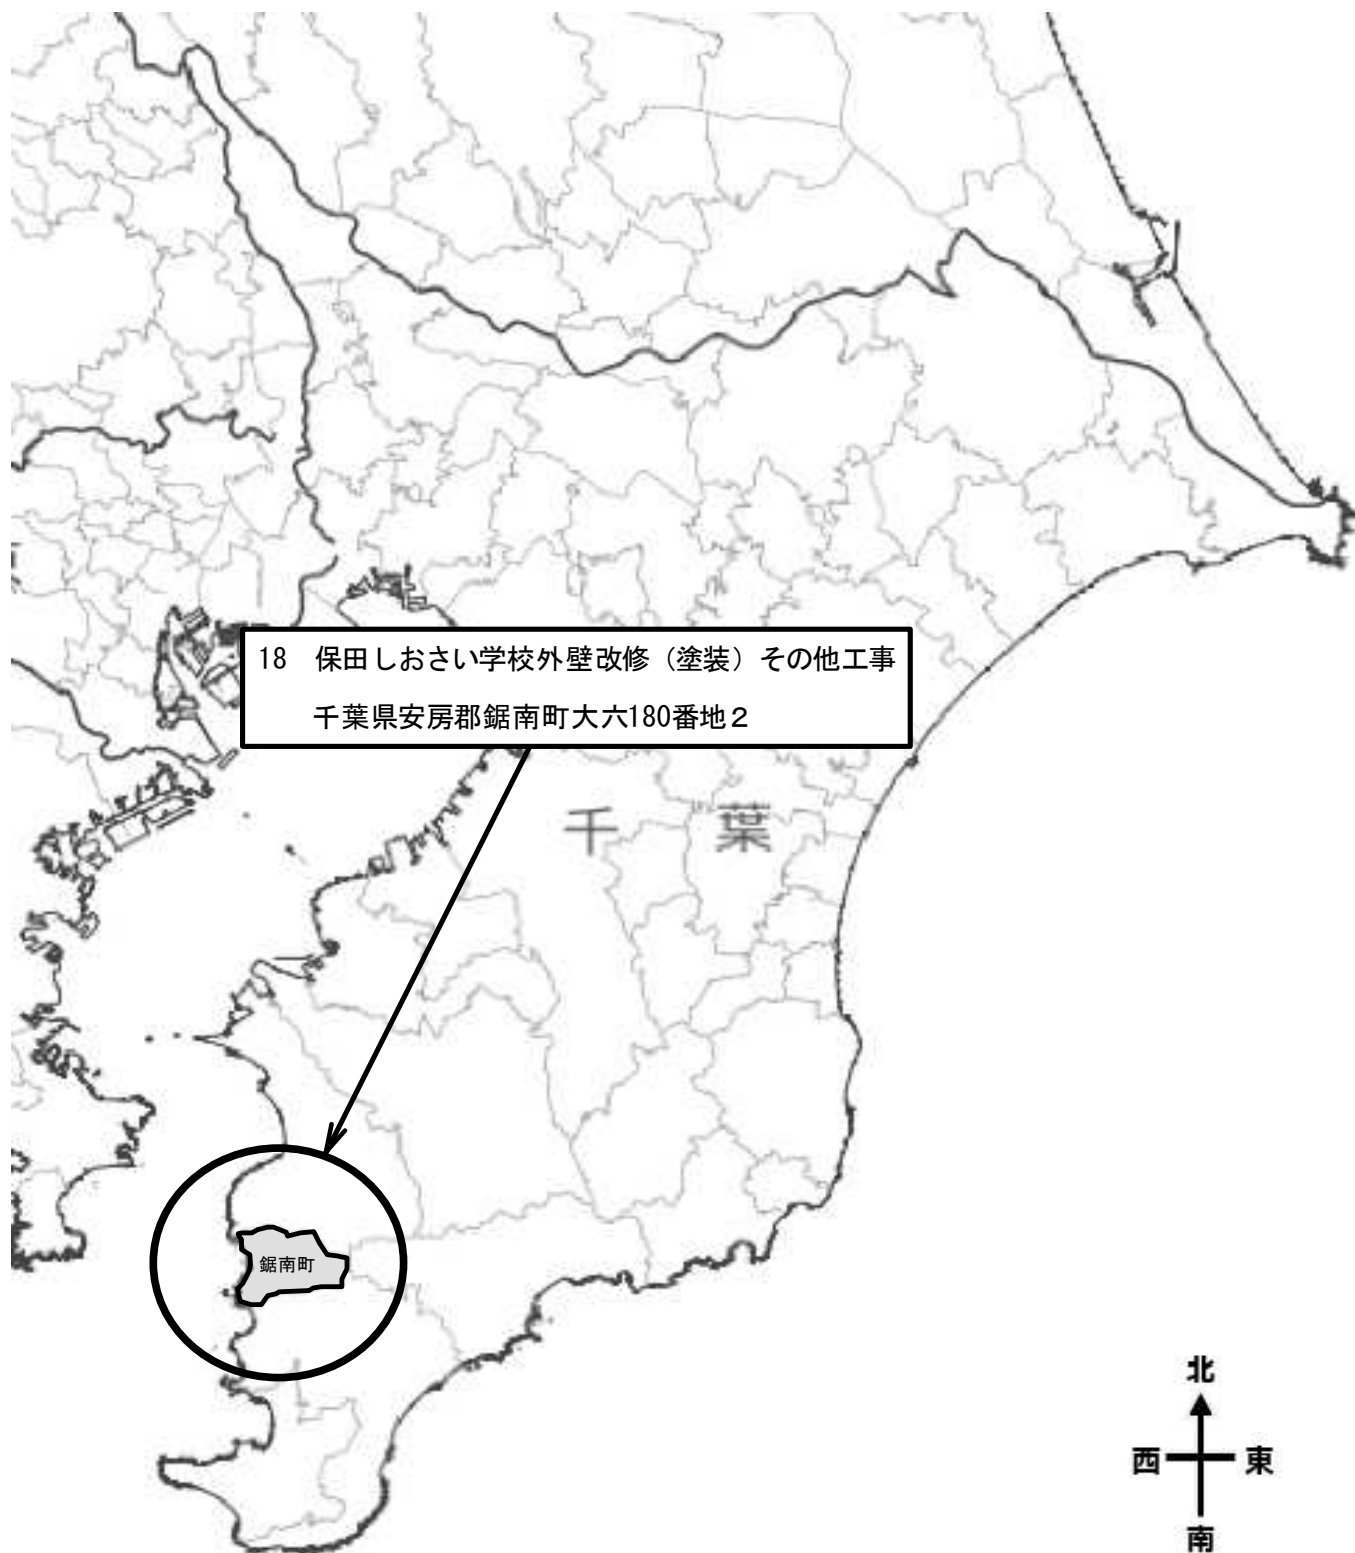 18 保田しおさい学校外壁改修（塗装）その他工事
千葉県安房郡鋸南町大六180番地２
千 葉
鋸南町
北
西 東
南